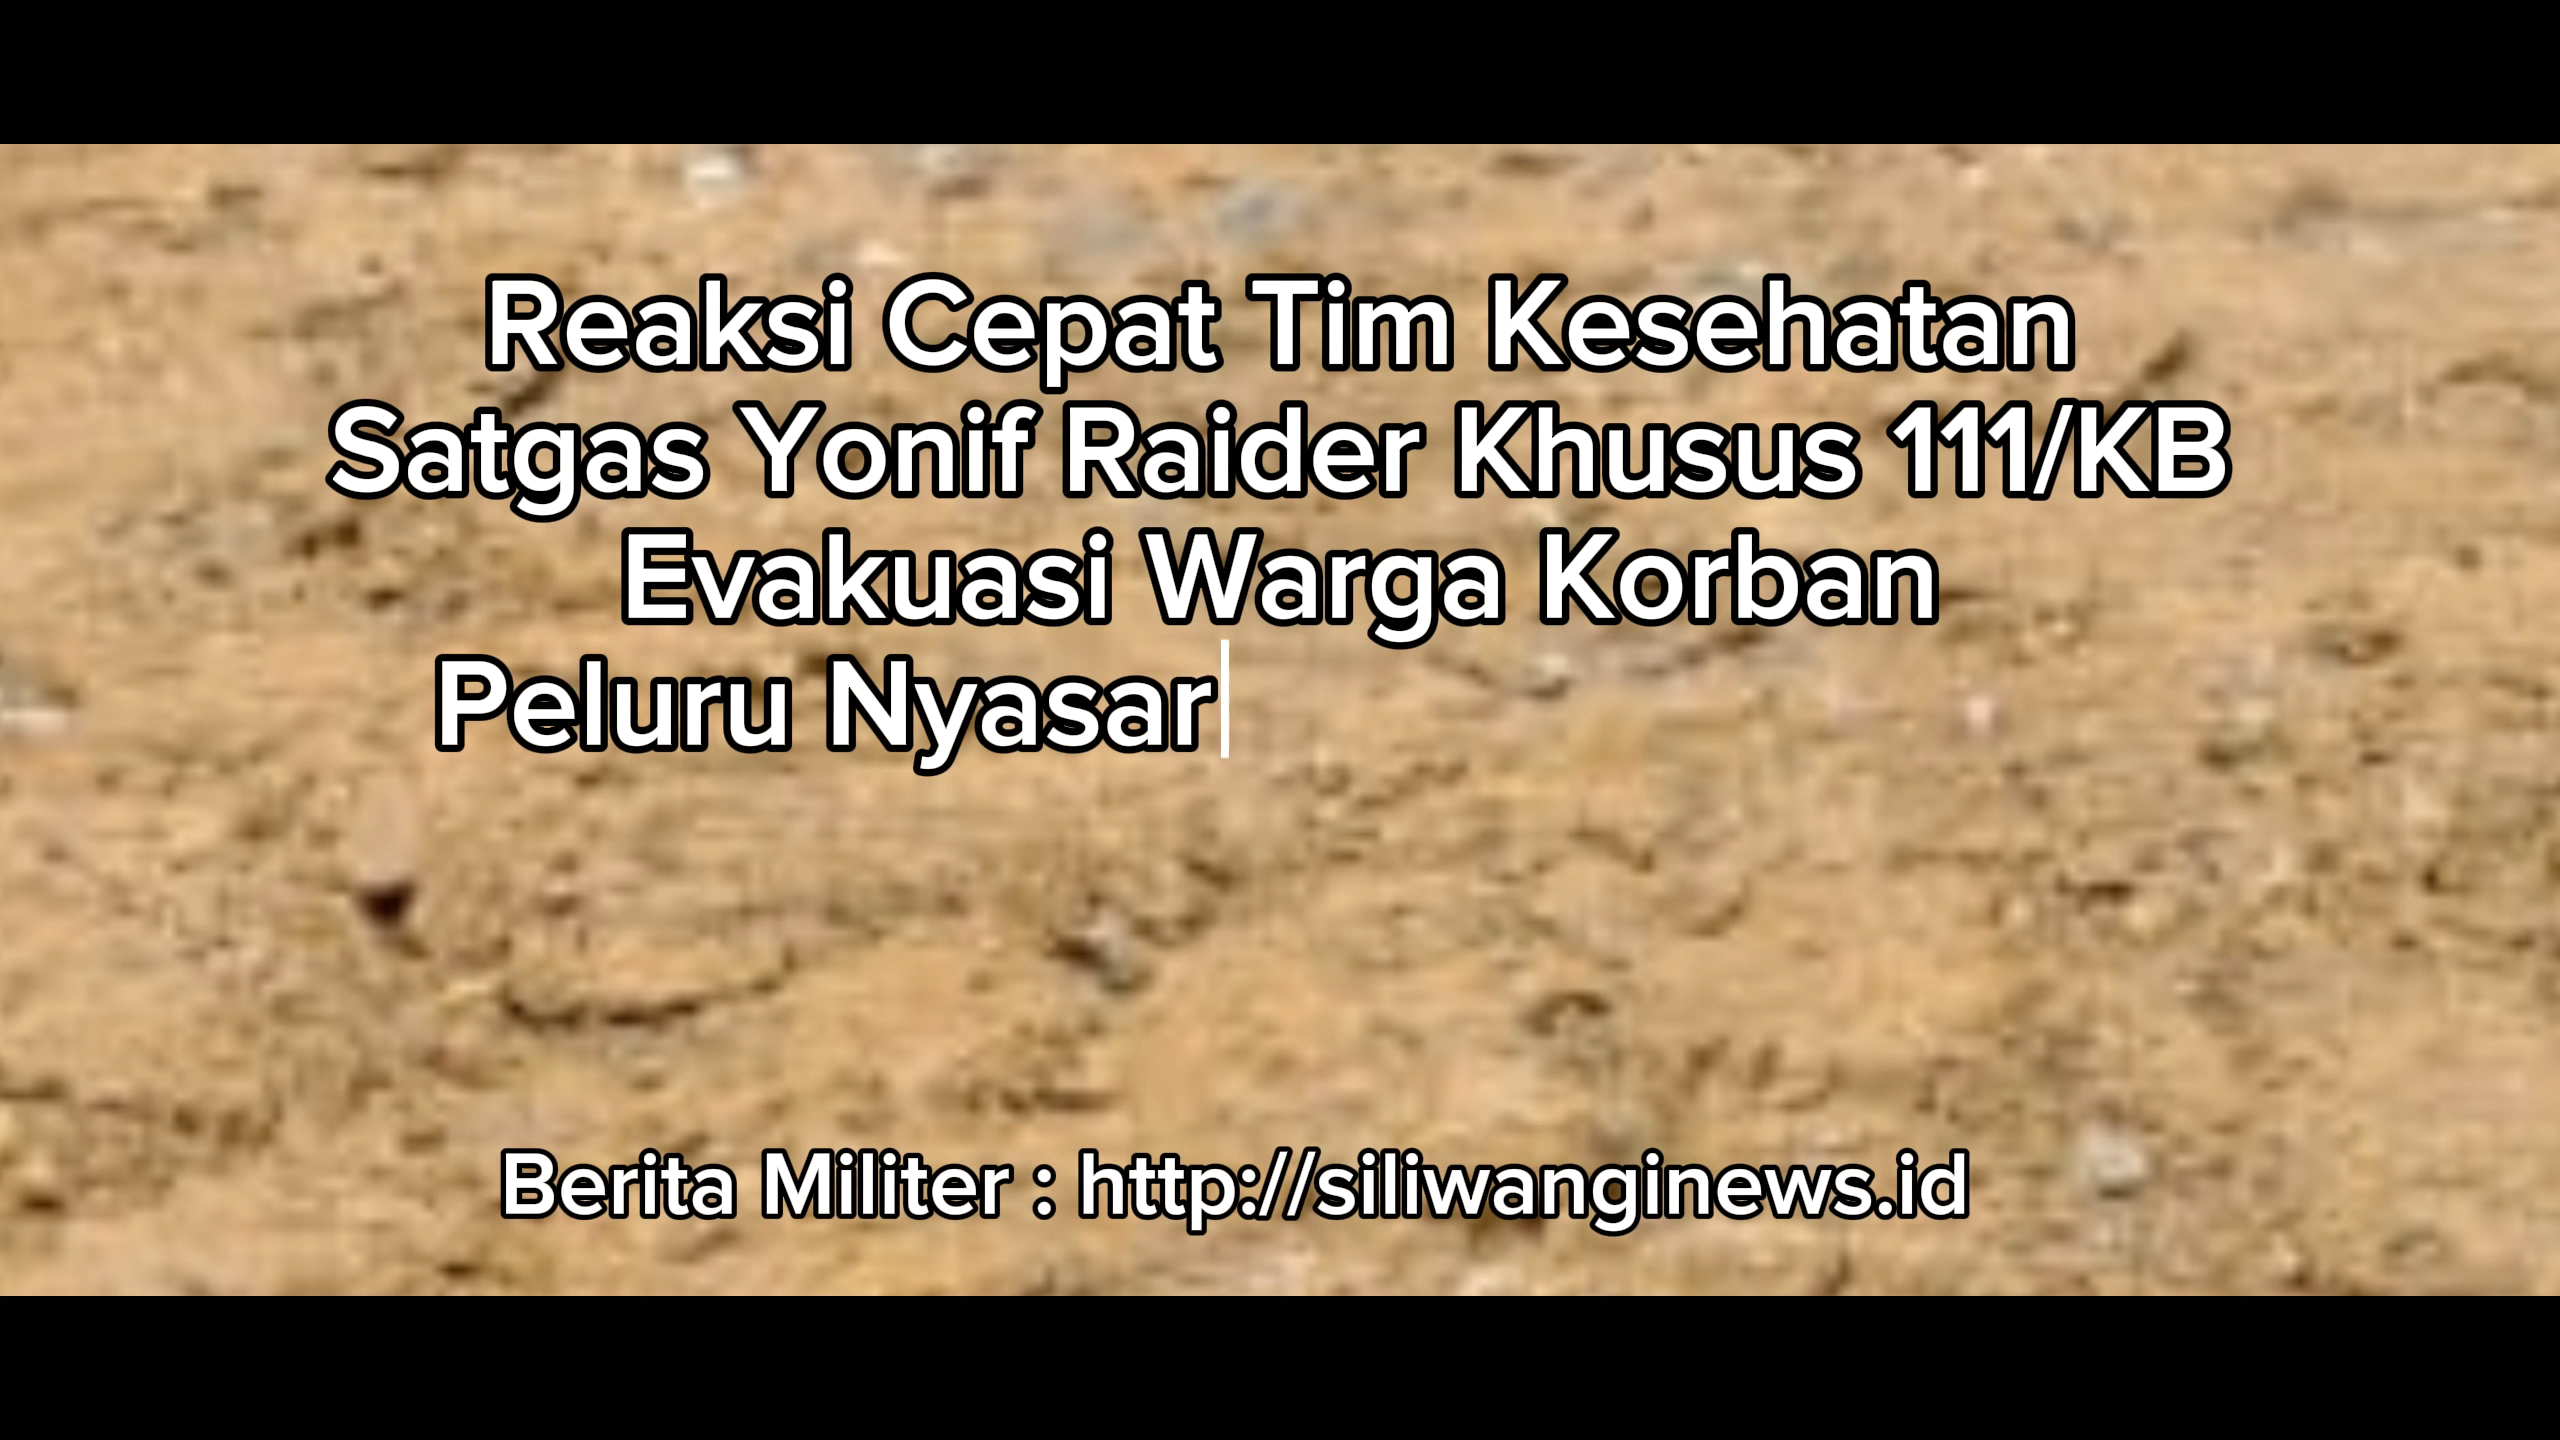 Reaksi Cepat Tim Kesehatan
Satgas Yonif Raider Khusus 111/KB
Evakuasi Warga Korban
Peluru Nyasar
Berita Militer : http://siliwanginews.id